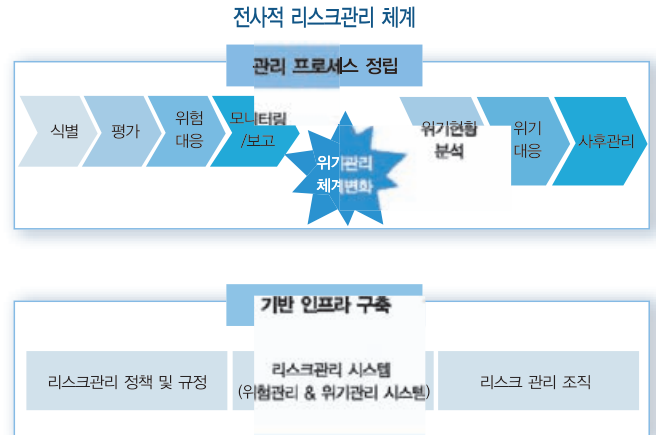 전사적 리스크관리 체계
관리 프로세스 정립
식별
평가
위험
대응
모니터링
/보고
위기관리
체계변화
위기현황
분석
위기
대응
사후관리
기반 인프라 구축
리스크관리 정책 및 규정
리스크관리 시스템
(위험관리 & 위기관리 시스템)
리스크 관리 조직